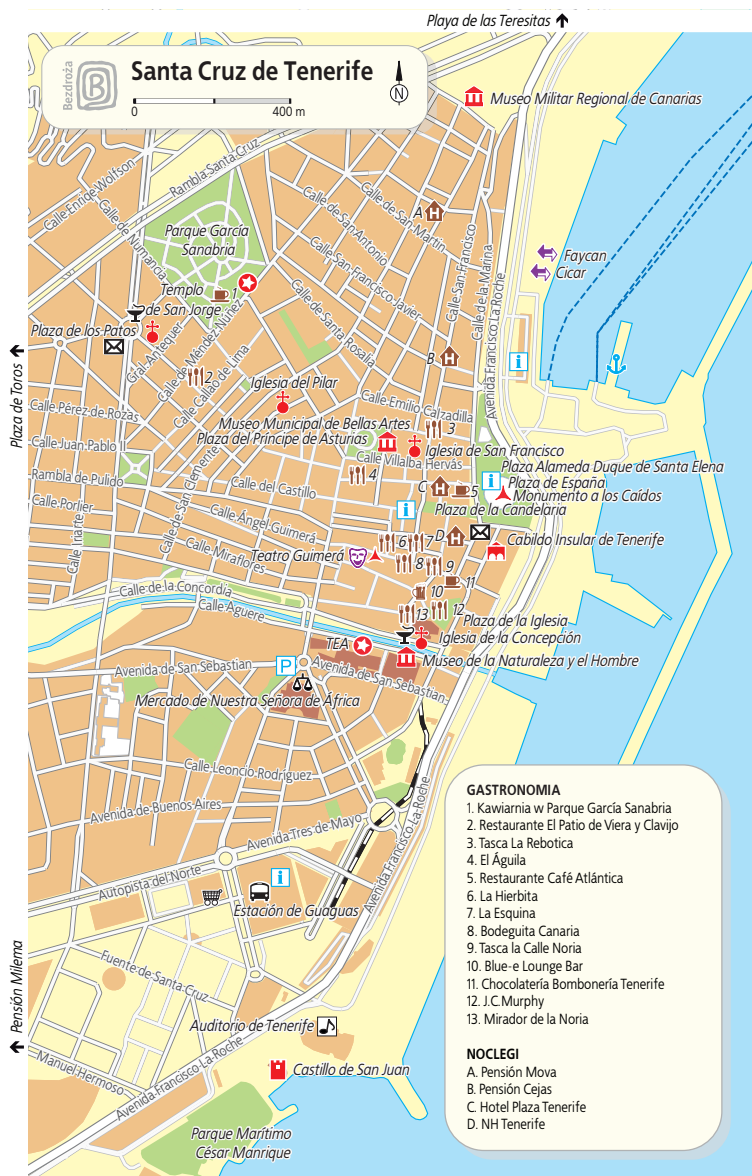 Playa de las Teresitas
Bezdroża
B
Santa Cruz de Tenerife
N
0
400 m
Museo Militar Regional de Canarias
Calle Enrique Wolfson
Rambla Santa Cruz
Calle de Numancia
Parque García
Sanabria
Calle de San Antonio
Calle de San Martín
A
H
Calle San Francisco
Calle de la Marina
Avenida Francisco La Roche
Faycan
Cicar
Calle San Francisco Javier
Templo
de San Jorge
1
Plaza de los Patos
Gral. Antequer
Calle de Méndez Núñez
Calle Callao de Lima
Calle de Santa Rosalia
B
H
i
2
Iglesia del Pilar
Plaza de Toros
Calle Pérez de Rozas
Calle Emilio Calzadilla
3
Museo Municipal de Bellas Artes
Plaza del Príncipe de Asturias
Calle Juan Pablo II
Iglesia de San Francisco
Calle Villalba Hervás
4
Plaza Alameda Duque de Santa Elena
Rambla de Pulido
Calle de San Clemente
Calle del Castillo
C
H
5
i
Plaza de España
Monumento a los Caídos
Calle Porlier
Calle Iriarte
Calle Ángel Guimerá
i
Plaza de la Candelaria
Calle Miraflores
Teatro Guimerá
6
7
D
H
Cabildo Insular de Tenerife
8
9
Calle de la Concordia
11
10
Calle Aguere
13
12
Plaza de la Iglesia
Iglesia de la Concepción
TEA
Museo de la Naturaleza y el Hombre
Avenida de San Sebastian
P
Avenida de San Sebastian
Mercado de Nuestra Señora de África
Calle Leoncio Rodríguez
Avenida de Buenos Aires
Avenida Tres de Mayo
Avenida Francisco La Roche
Autopista del Norte
i
Estación de Guaguas
Pensión Milema
Fuente de Santa Cruz
Auditorio de Tenerife
Manuel Hermoso
Avenida Francisco La Roche
Castillo de San Juan
Parque Marítimo
César Manrique
GASTRONOMIA
1. Kawiarnia w Parque García Sanabria
2. Restaurante El Patio de Viera y Clavijo
3. Tasca La Rebotica
4. El Águila
5. Restaurante Café Atlántica
6. La Hierbita
7. La Esquina
8. Bodeguita Canaria
9. Tasca la Calle Noria
10. Blue-e Lounge Bar
11. Chocolatería Bombonería Tenerife
12. J.C.Murphy
13. Mirador de la Noria
NOCLEGI
A. Pensión Mova
B. Pensión Cejas
C. Hotel Plaza Tenerife
D. NH Tenerife